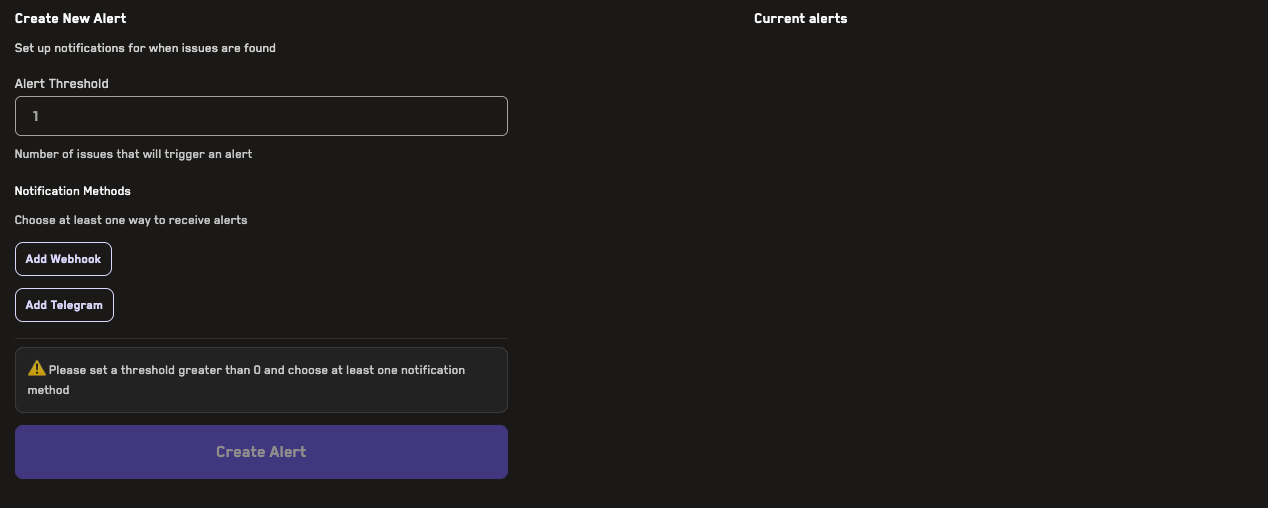 Create New Alert
Set up notifications for when issues are found
Alert Threshold
1
Number of issues that will trigger an alert
Notification Methods
Choose at least one way to receive alerts
Add Webhook
Add Telegram
⚠️ Please set a threshold greater than 0 and choose at least one notification
method
Create Alert
Current alerts